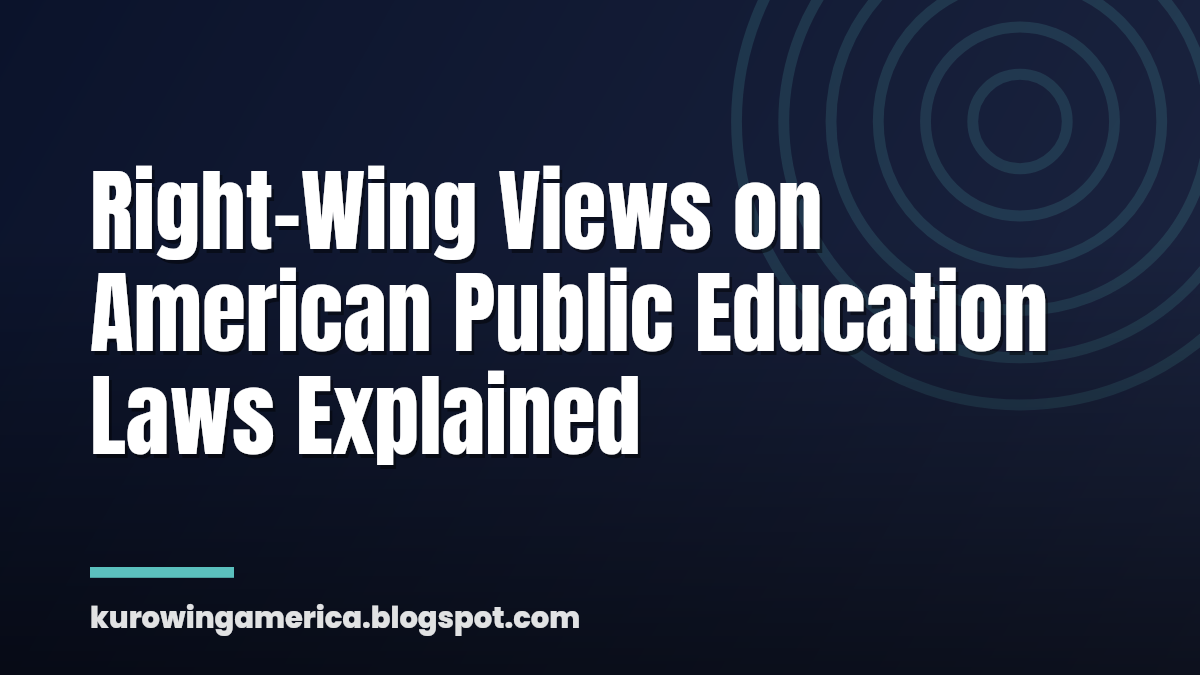 Right-Wing Views on
American Public Education
Laws Explained
kurowingamerica.blogspot.com